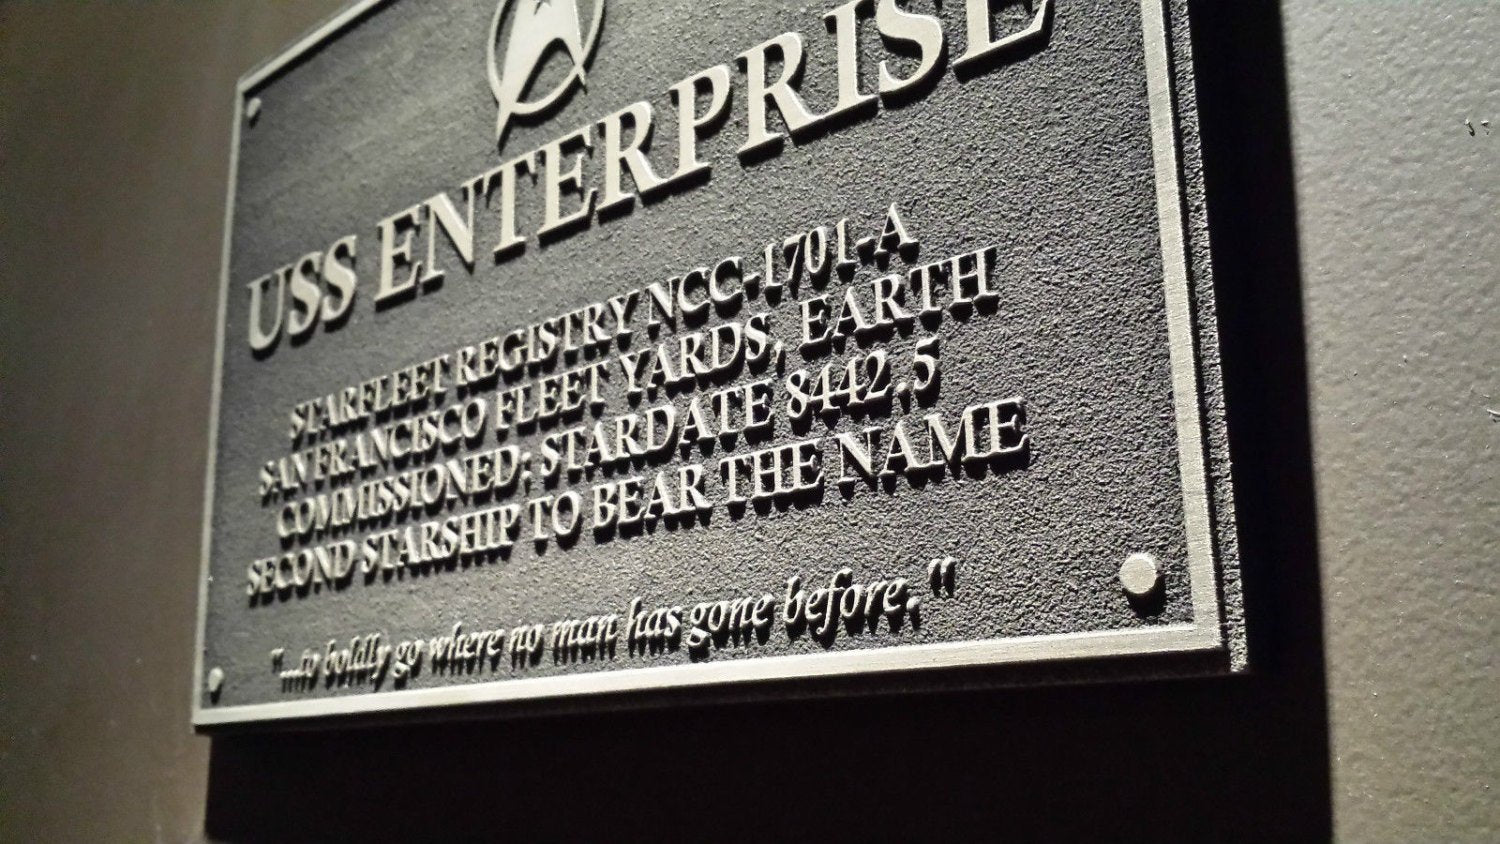 USS ENTERPRISE
STARFLEET REGISTRY NCC-1701-A
SAN FRANCISCO FLEET YARDS, EARTH
COMMISSIONED: STARDATE 8442.5
SECOND STARSHIP TO BEAR THE NAME
"...to boldly go where no man has gone before."